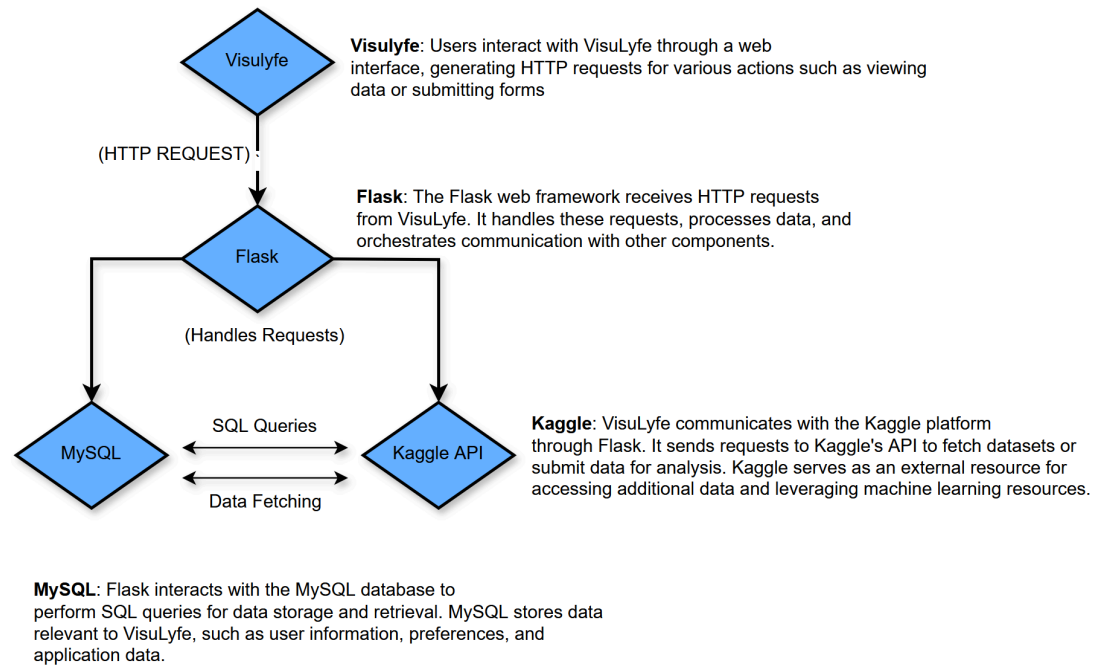 Visulyfe
Visulyfe: Users interact with VisuLyfe through a web
interface, generating HTTP requests for various actions such as viewing
data or submitting forms
(HTTP REQUEST)
Flask: The Flask web framework receives HTTP requests
from VisuLyfe. It handles these requests, processes data, and
orchestrates communication with other components.
Flask
(Handles Requests)
MySQL
SQL Queries
Data Fetching
Kaggle API
Kaggle: VisuLyfe communicates with the Kaggle platform
through Flask. It sends requests to Kaggle's API to fetch datasets or
submit data for analysis. Kaggle serves as an external resource for
accessing additional data and leveraging machine learning resources.
MySQL: Flask interacts with the MySQL database to
perform SQL queries for data storage and retrieval. MySQL stores data
relevant to VisuLyfe, such as user information, preferences, and
application data.